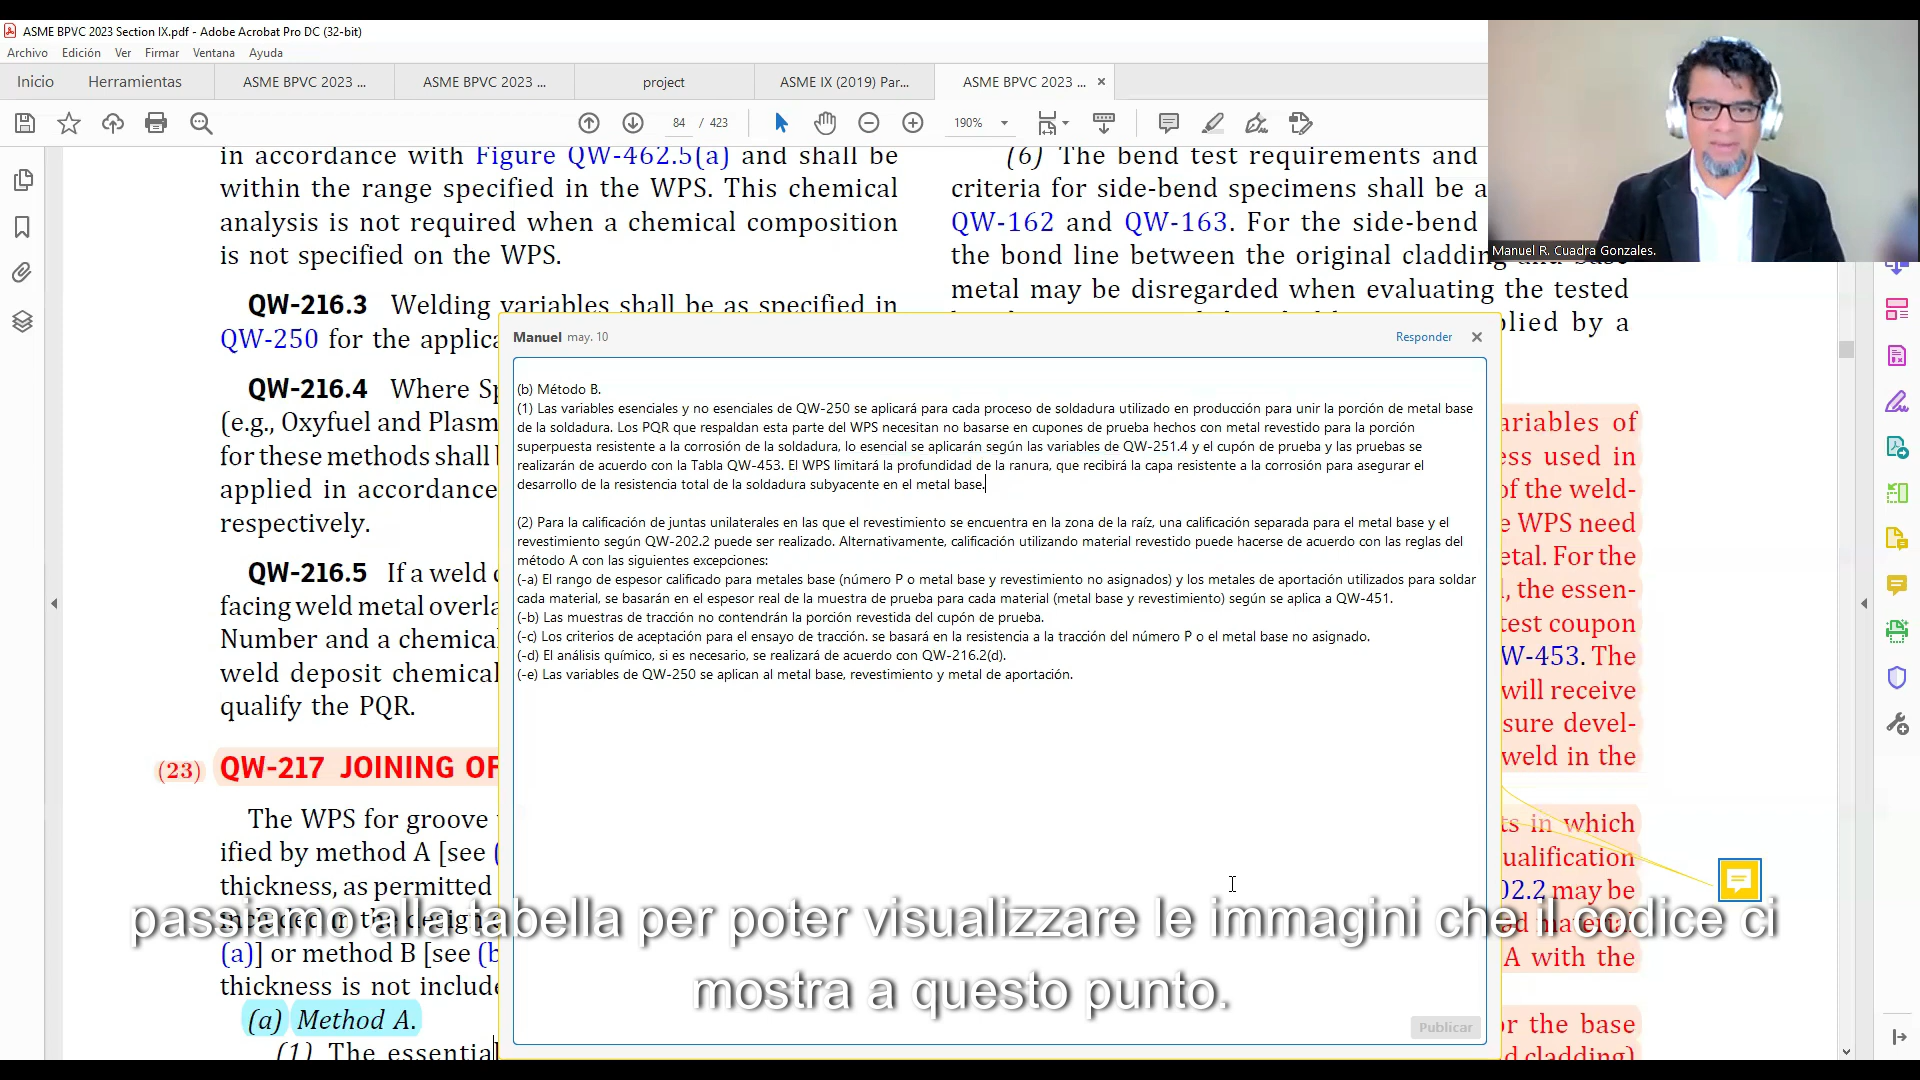 ASME BPVC 2023 Section IX.pdf - Adobe Acrobat Pro DC (32-bit)
Archivo Edición Ver Firmar Ventana Ayuda
Inicio Herramientas ASME BPVC 2023 ... ASME BPVC 2023 ... project ASME IX (2019) Par... ASME BPVC 2023 ... ×
84 / 423 190%
in accordance with Figure QW-462.5(a) and shall be
within the range specified in the WPS. This chemical
analysis is not required when a chemical composition
is not specified on the WPS.
QW-216.3 Welding variables shall be as specified in
QW-250 for the applica
QW-216.4 Where Sp
(e.g., Oxyfuel and Plasm
for these methods shall b
applied in accordance
respectively.
QW-216.5 If a weld
facing weld metal overla
Number and a chemical
weld deposit chemical
qualify the PQR.
(23) QW-217 JOINING OF
The WPS for groove
ified by method A [see (
thickness, as permitted
included in the design
(a)] or method B [see (b
thickness is not include
(a) Method A.
(1) The essential
(6) The bend test requirements and
criteria for side-bend specimens shall be a
QW-162 and QW-163. For the side-bend
the bond line between the original cladding and base
metal may be disregarded when evaluating the tested
plied by a
ariables of
ess used in
of the weld-
e WPS need
etal. For the
, the essen-
test coupon
W-453. The
will receive
sure devel-
weld in the
ts in which
ualification
02.2 may be
d material
A with the
or the base
d cladding)
Manuel R. Cuadra Gonzales.
Manuel may. 10 Responder
(b) Método B.
(1) Las variables esenciales y no esenciales de QW-250 se aplicará para cada proceso de soldadura utilizado en producción para unir la porción de metal base
de la soldadura. Los PQR que respaldan esta parte del WPS necesitan no basarse en cupones de prueba hechos con metal revestido para la porción
superpuesta resistente a la corrosión de la soldadura, lo esencial se aplicarán según las variables de QW-251.4 y el cupón de prueba y las pruebas se
realizarán de acuerdo con la Tabla QW-453. El WPS limitará la profundidad de la ranura, que recibirá la capa resistente a la corrosión para asegurar el
desarrollo de la resistencia total de la soldadura subyacente en el metal base.
(2) Para la calificación de juntas unilaterales en las que el revestimiento se encuentra en la zona de la raíz, una calificación separada para el metal base y el
revestimiento según QW-202.2 puede ser realizado. Alternativamente, calificación utilizando material revestido puede hacerse de acuerdo con las reglas del
método A con las siguientes excepciones:
(-a) El rango de espesor calificado para metales base (número P o metal base y revestimiento no asignados) y los metales de aportación utilizados para soldar
cada material, se basarán en el espesor real de la muestra de prueba para cada material (metal base y revestimiento) según se aplica a QW-451.
(-b) Las muestras de tracción no contendrán la porción revestida del cupón de prueba.
(-c) Los criterios de aceptación para el ensayo de tracción. se basará en la resistencia a la tracción del número P o el metal base no asignado.
(-d) El análisis químico, si es necesario, se realizará de acuerdo con QW-216.2(d).
(-e) Las variables de QW-250 se aplican al metal base, revestimiento y metal de aportación.
Publicar
passiamo alla tabella per poter visualizzare le immagini che il codice ci
mostra a questo punto.